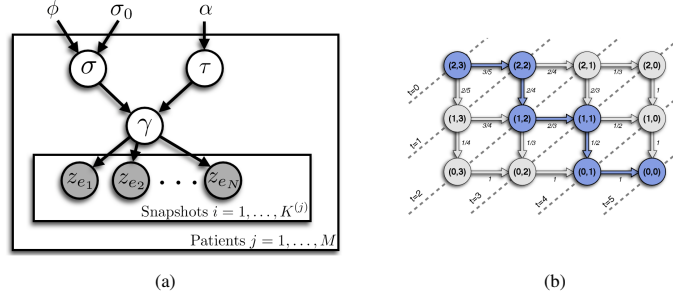 ϕ σ₀ α
σ τ
γ
z_{e_1} z_{e_2} · · · z_{e_N}
Snapshots i = 1, . . . , K^{(j)}
Patients j = 1, . . . , M
(a)
(2,3) 3/5 (2,2) 2/4 (2,1) 1/3 (2,0)
t=0 2/5 2/4 2/3 1
(1,3) 3/4 (1,2) 2/3 (1,1) 1/2 (1,0)
t=1 1/4 1/3 1/2 1
(0,3) 1 (0,2) 1 (0,1) 1 (0,0)
t=2 t=3 t=4 t=5
(b)